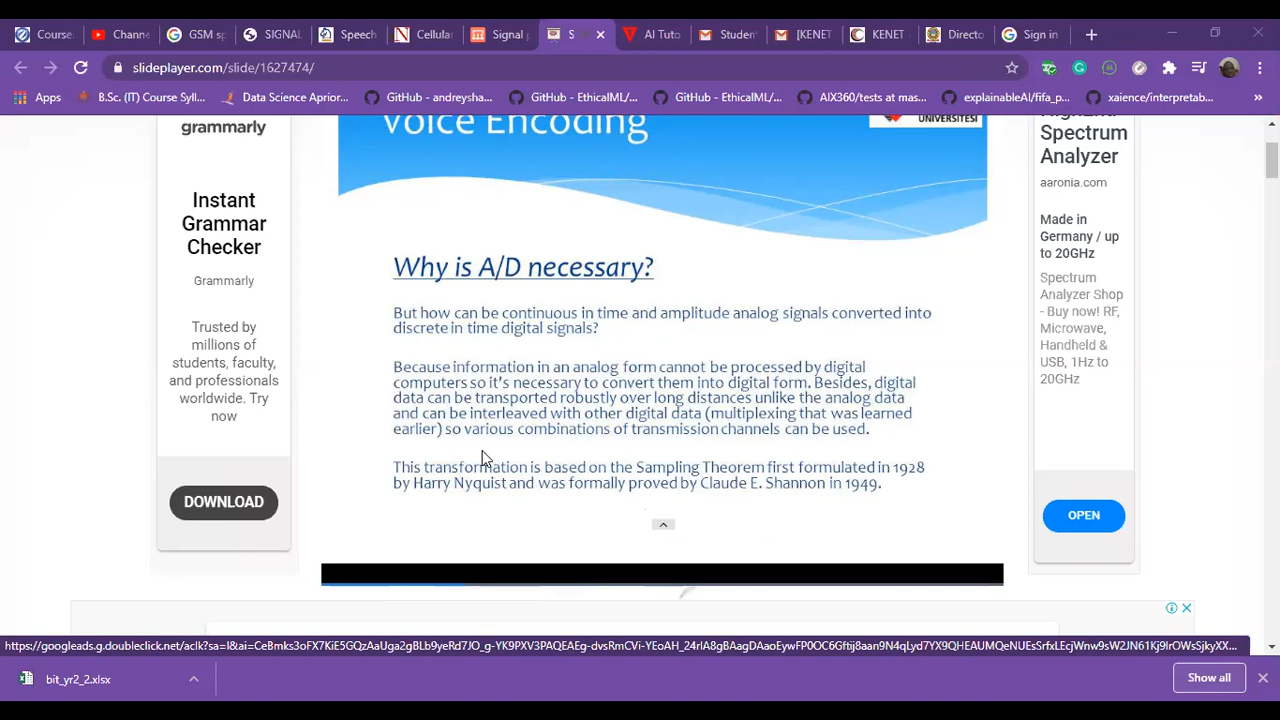 Course
Chann
GSM sp
SIGNAL
Speech
Cellular
Signal
S
AI Tuto
Studen
[KENET
KENET
Directo
Sign in
slideplayer.com/slide/1627474/
Apps
B.Sc. (IT) Course Syll...
Data Science Aprior...
GitHub - andreysha...
GitHub - EthicalML/...
GitHub - EthicalML/...
AIX360/tests at mas...
explainableAI/fifa_p...
xaience/interpretab...
»
grammarly
Instant
Grammar
Checker
Grammarly
Trusted by
millions of
students, faculty,
and professionals
worldwide. Try
now
DOWNLOAD
Voice Encoding
UNIVERSITESI
Why is A/D necessary?
But how can be continuous in time and amplitude analog signals converted into
discrete in time digital signals?
Because information in an analog form cannot be processed by digital
computers so it's necessary to convert them into digital form. Besides, digital
data can be transported robustly over long distances unlike the analog data
and can be interleaved with other digital data (multiplexing that was learned
earlier) so various combinations of transmission channels can be used.
This transformation is based on the Sampling Theorem first formulated in 1928
by Harry Nyquist and was formally proved by Claude E. Shannon in 1949.
Spectrum
Analyzer
aaronia.com
Made in
Germany / up
to 20GHz
Spectrum
Analyzer Shop
- Buy now! RF,
Microwave,
Handheld &
USB, 1Hz to
20GHz
OPEN
bit_yr2_2.xlsx
Show all